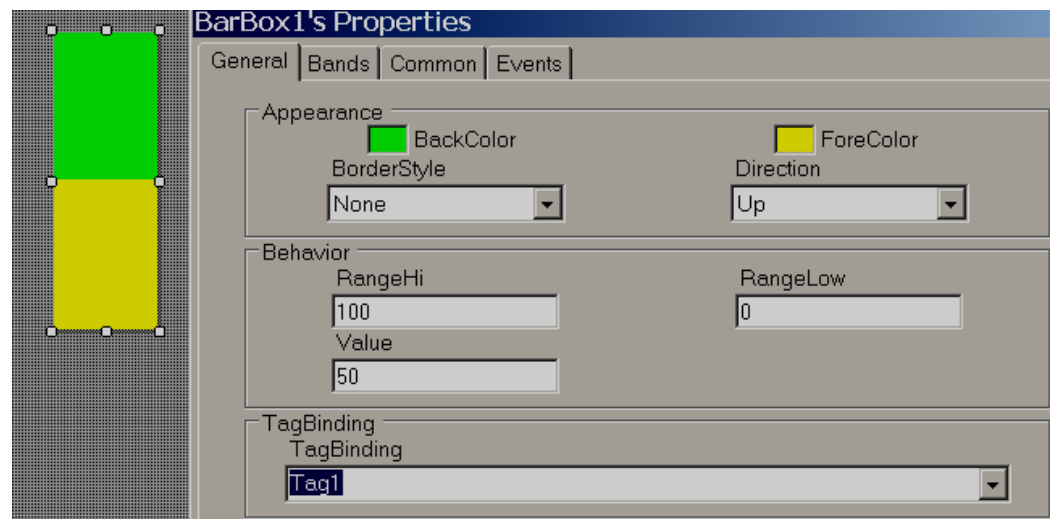 BarBox1's Properties
General Bands Common Events
Appearance
BackColor ForeColor
BorderStyle Direction
None Up
Behavior
RangeHi RangeLow
100 0
Value
50
TagBinding
TagBinding
Tag1